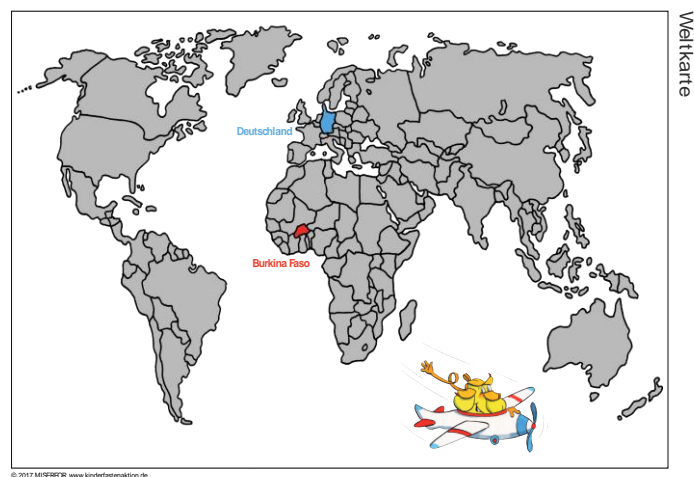 Weltkarte
Deutschland
Burkina Faso
© 2017 MISEREOR www.kinderfastenaktion.de